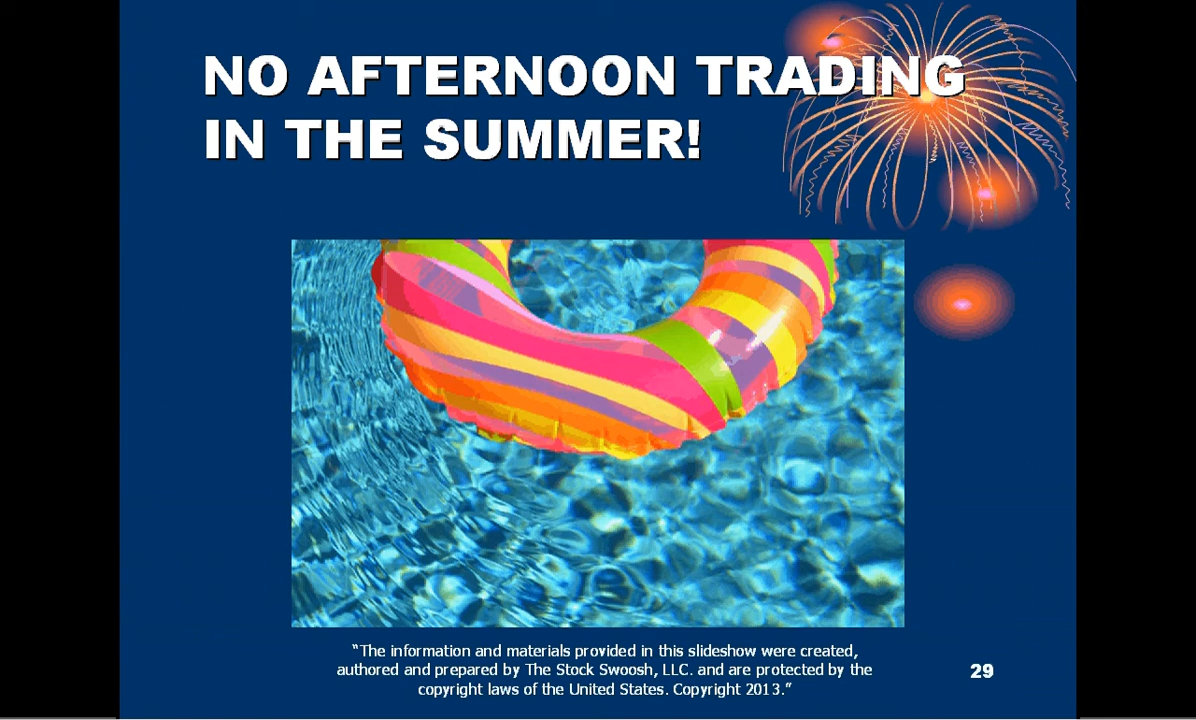 NO AFTERNOON TRADING
IN THE SUMMER!
“The information and materials provided in this slideshow were created,
authored and prepared by The Stock Swoosh, LLC. and are protected by the
copyright laws of the United States. Copyright 2013.”
29